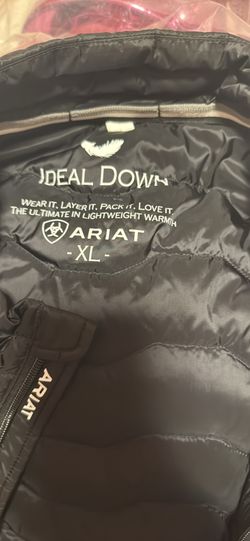 IDEAL DOWN
WEAR IT, LAYER IT, PACK IT, LOVE IT.
THE ULTIMATE IN LIGHTWEIGHT WARMTH
ARIAT
- XL -
ARIAT